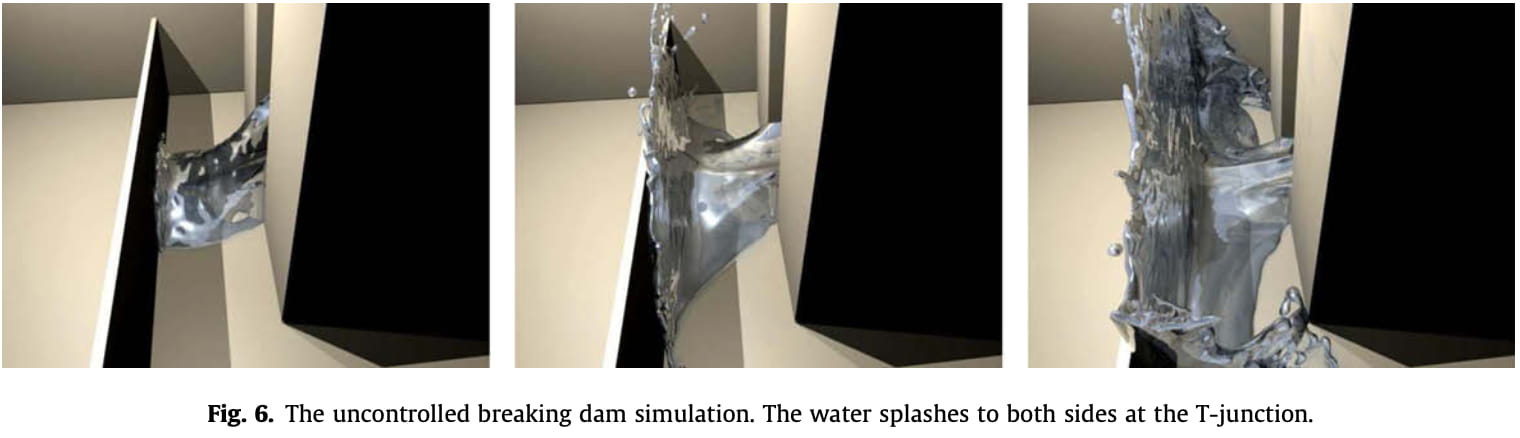 Fig. 6. The uncontrolled breaking dam simulation. The water splashes to both sides at the T-junction.